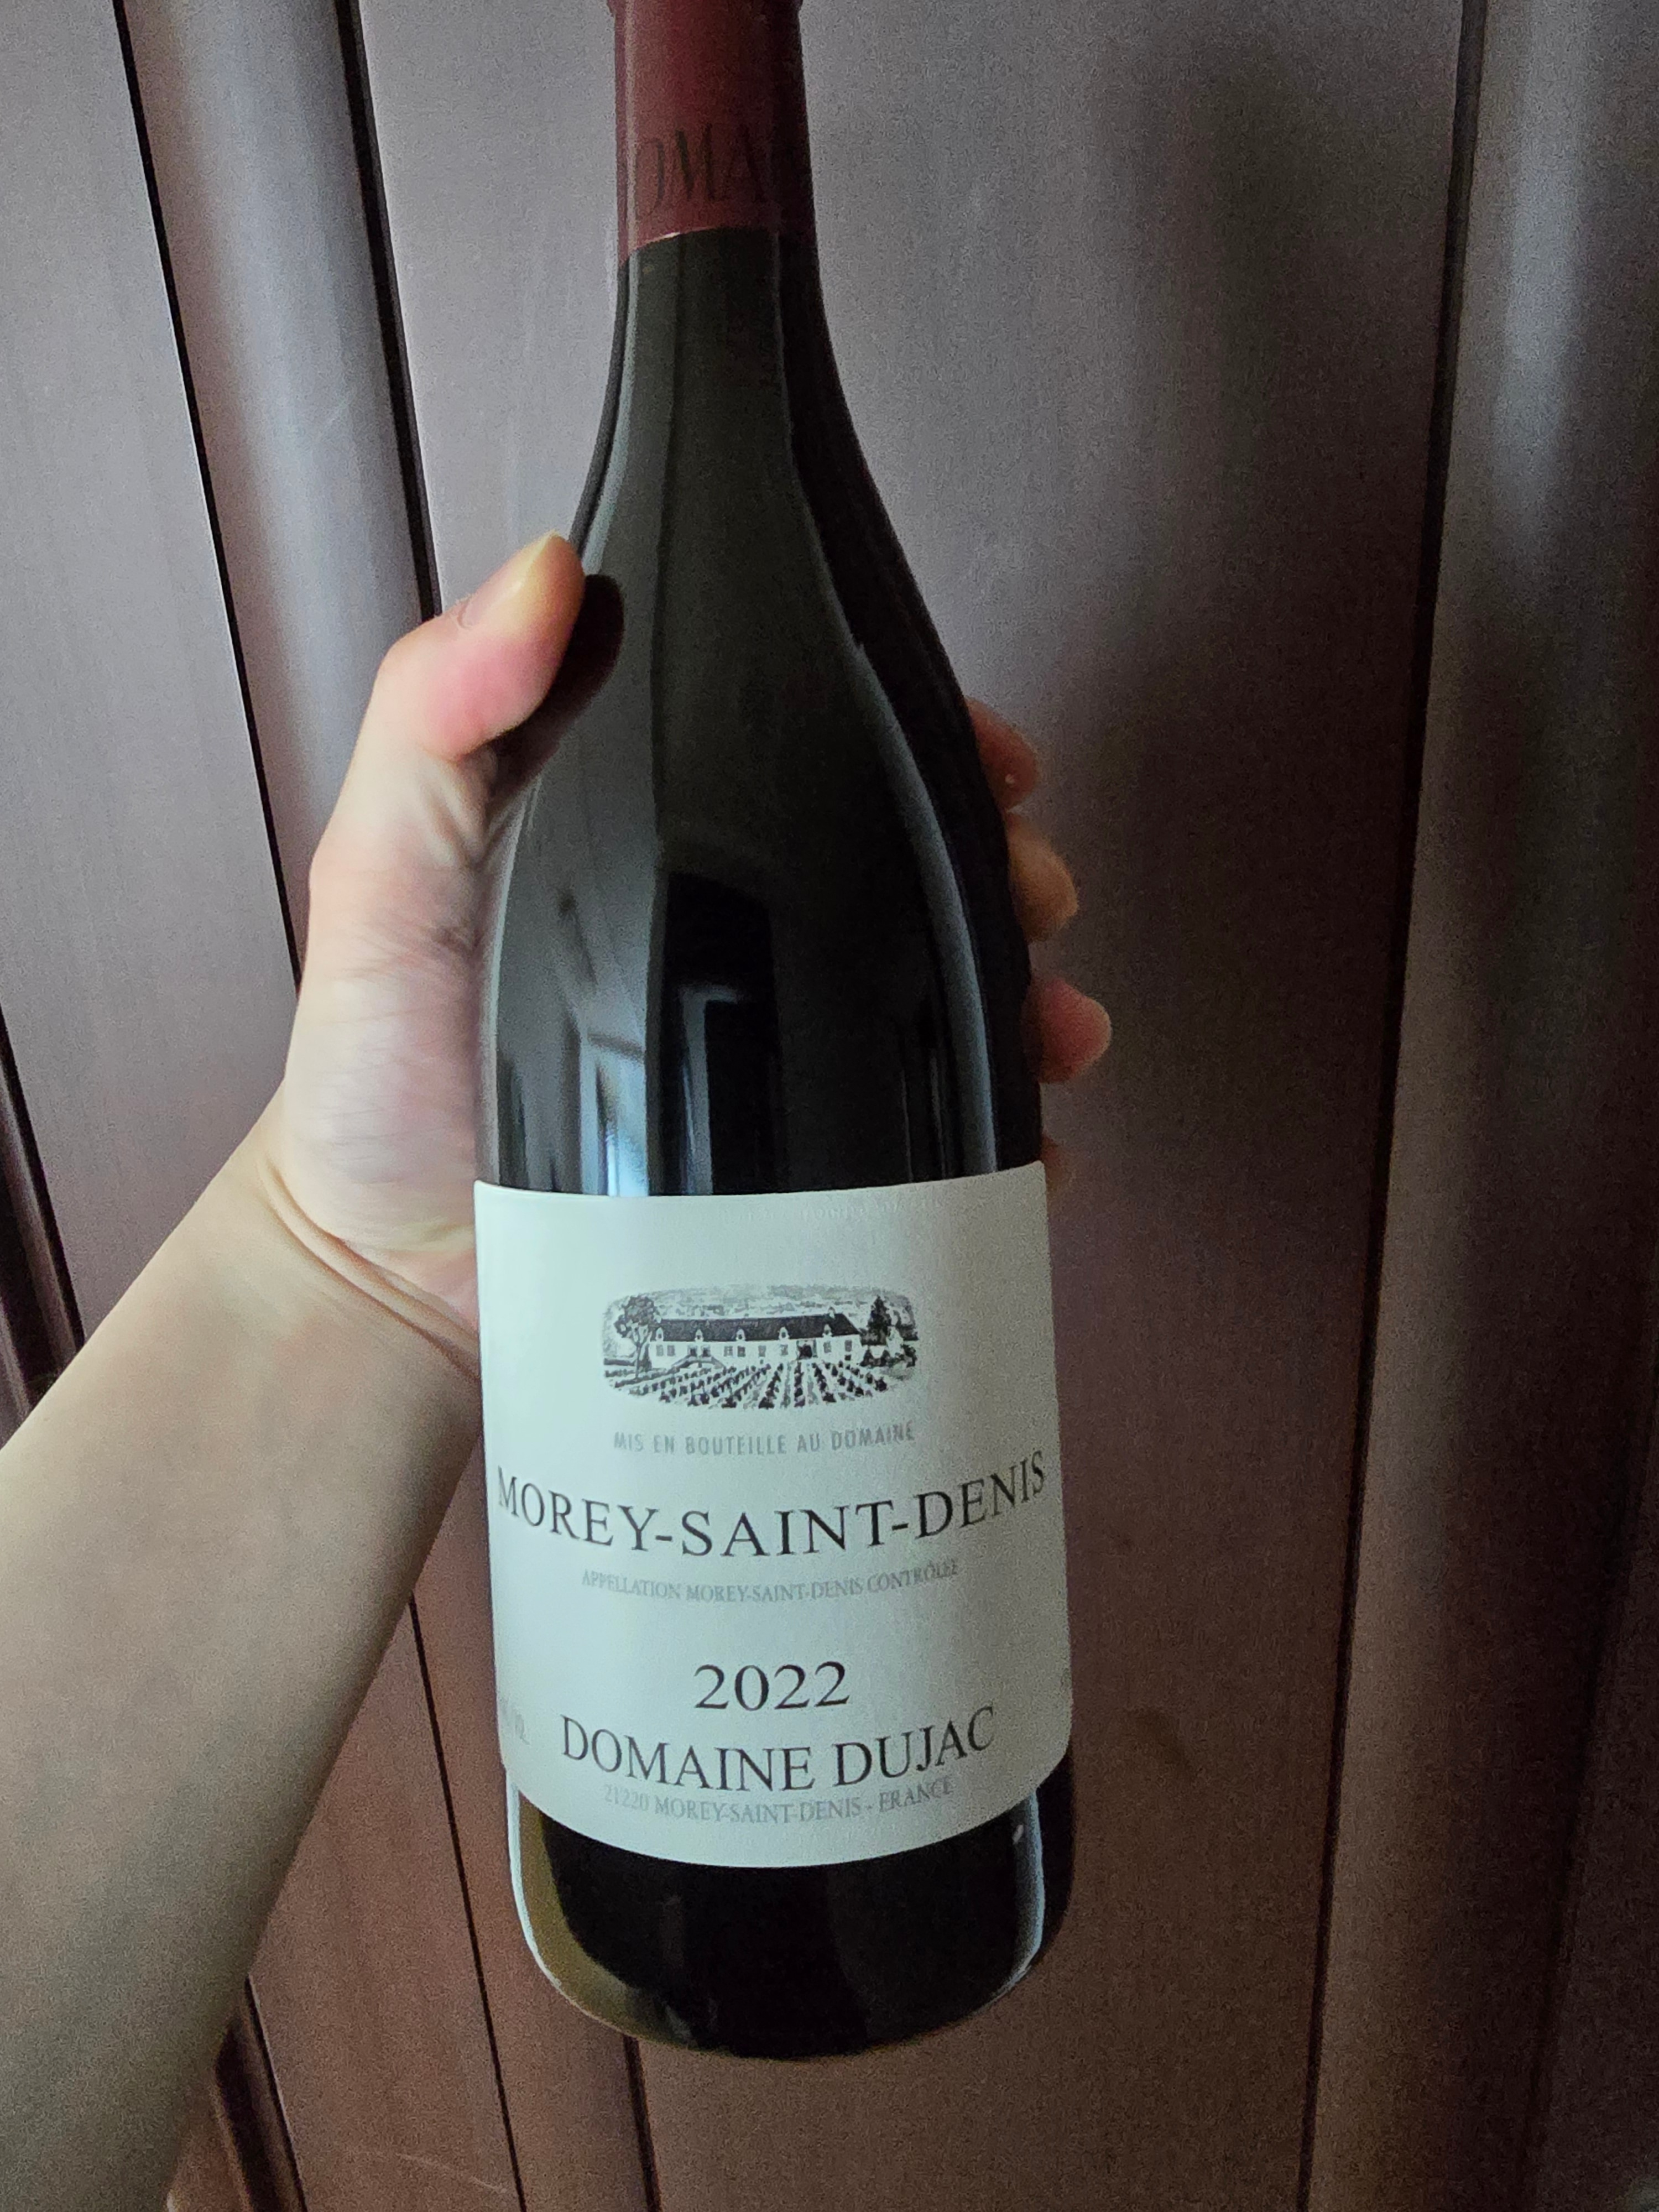 MIS EN BOUTEILLE AU DOMAINE
MOREY-SAINT-DENIS
APPELLATION MOREY-SAINT-DENIS CONTRÔLÉE
2022
DOMAINE DUJAC
21220 MOREY-SAINT-DENIS - FRANCE